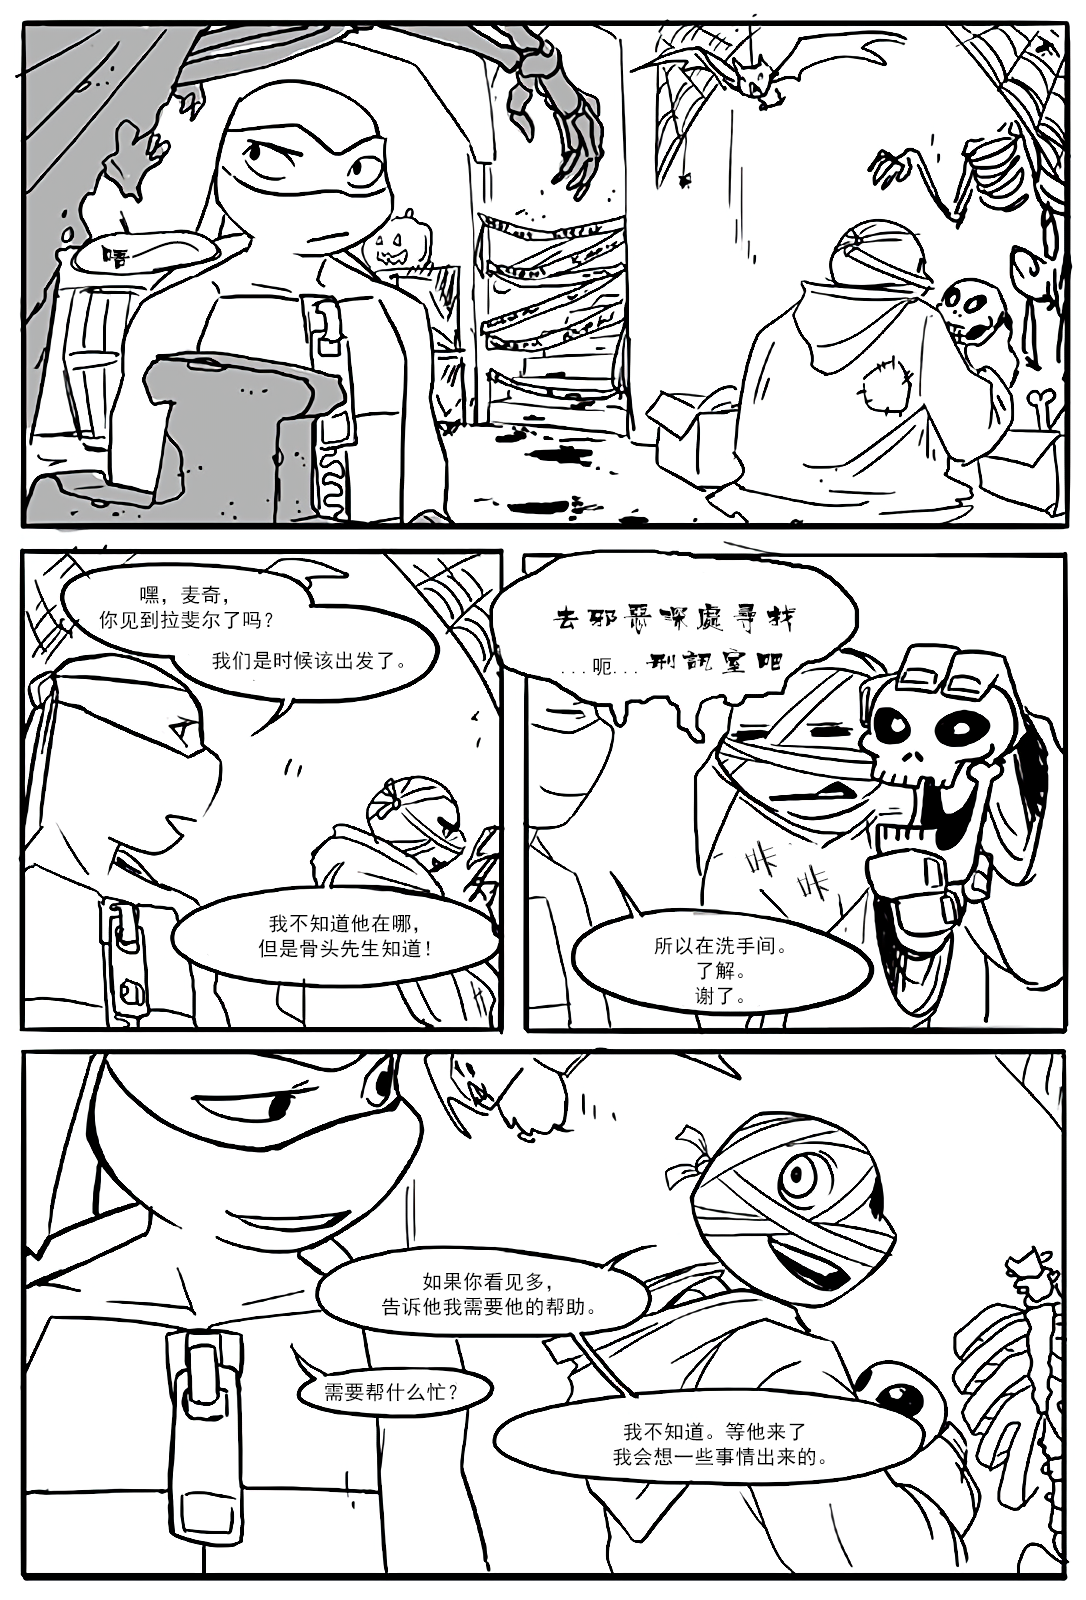 唔
嘿，麦奇，
你见到拉斐尔了吗？
我们是时候该出发了。
我不知道他在哪，
但是骨头先生知道！
去邪惡深處尋找
...呃...刑訊室吧
咔
咔
所以在洗手间。
了解。
谢了。
如果你看见多，
告诉他我需要他的帮助。
需要帮什么忙？
我不知道。等他来了
我会想一些事情出来的。